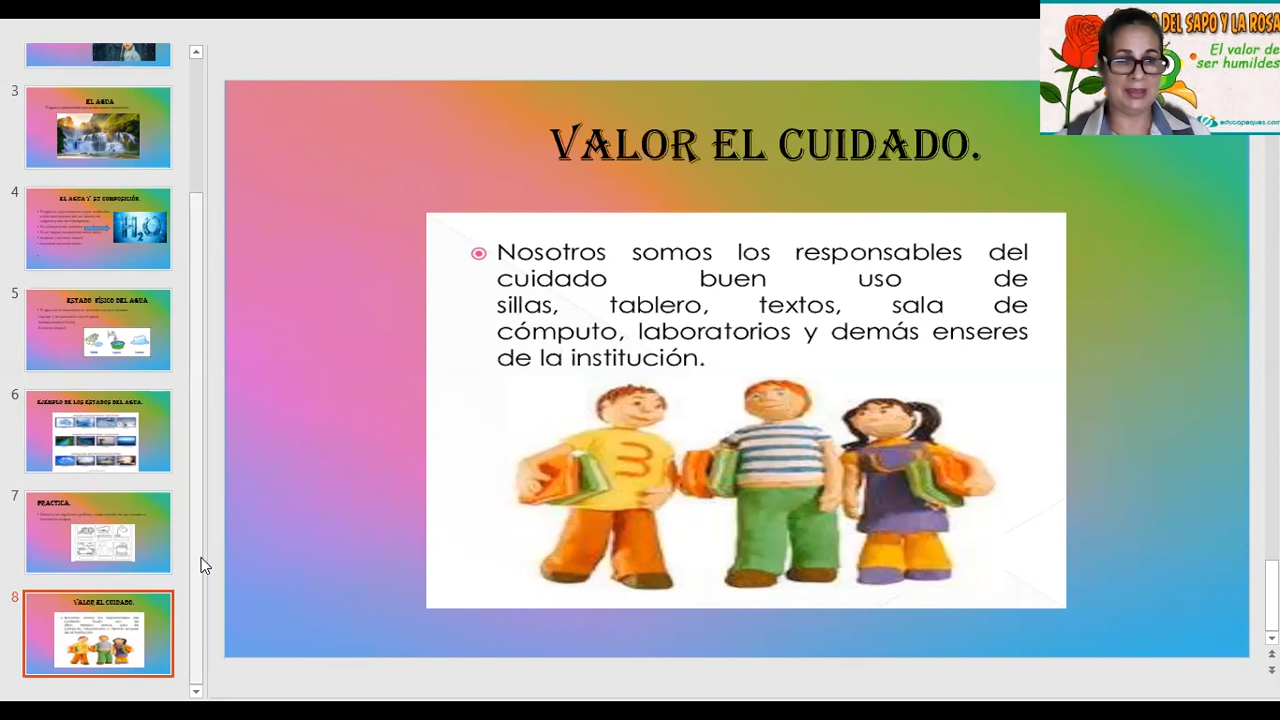 DEL SAPO Y LA ROSA
El valor de
ser humildes
educapeques.com
3
EL AGUA
4
EL AGUA Y SU COMPOSICIÓN.
H2O
5
ESTADO FÍSICO DEL AGUA
6
EJEMPLO DE LOS ESTADOS DEL AGUA.
7
PRACTICA.
8
VALOR EL CUIDADO.
VALOR EL CUIDADO.
Nosotros somos los responsables del
cuidado buen uso de
sillas, tablero, textos, sala de
cómputo, laboratorios y demás enseres
de la institución.